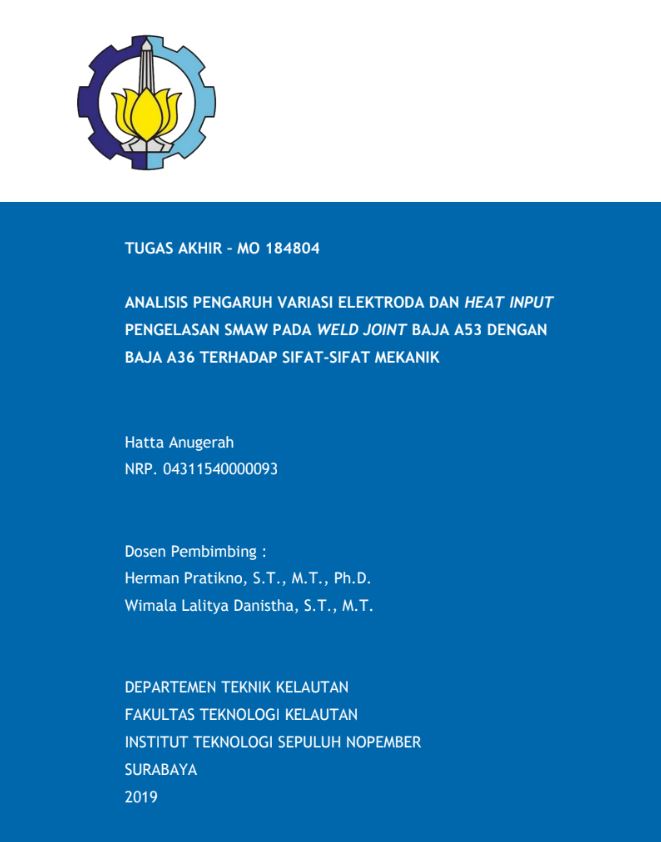 TUGAS AKHIR – MO 184804
ANALISIS PENGARUH VARIASI ELEKTRODA DAN HEAT INPUT
PENGELASAN SMAW PADA WELD JOINT BAJA A53 DENGAN
BAJA A36 TERHADAP SIFAT-SIFAT MEKANIK
Hatta Anugerah
NRP. 04311540000093
Dosen Pembimbing :
Herman Pratikno, S.T., M.T., Ph.D.
Wimala Lalitya Danistha, S.T., M.T.
DEPARTEMEN TEKNIK KELAUTAN
FAKULTAS TEKNOLOGI KELAUTAN
INSTITUT TEKNOLOGI SEPULUH NOPEMBER
SURABAYA
2019